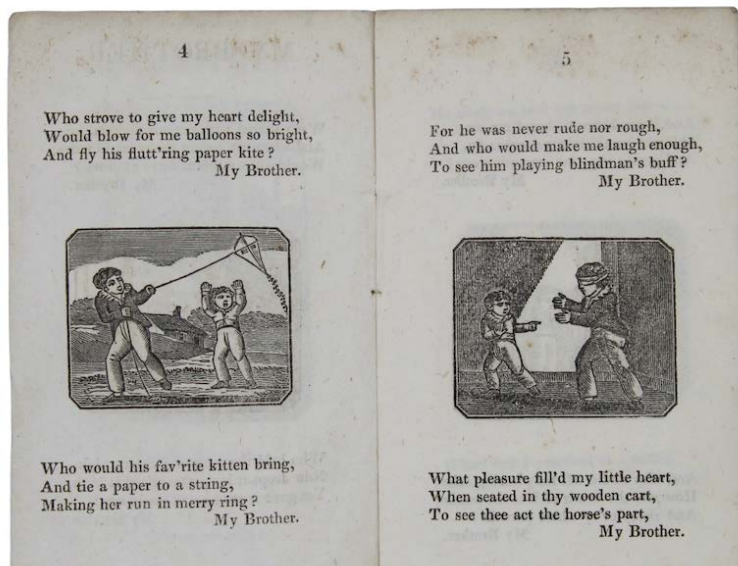 4
Who strove to give my heart delight,
Would blow for me balloons so bright,
And fly his flutt'ring paper kite?
My Brother.
Who would his fav'rite kitten bring,
And tie a paper to a string,
Making her run in merry ring?
My Brother.
5
For he was never rude nor rough,
And who would make me laugh enough,
To see him playing blindman's buff?
My Brother.
What pleasure fill'd my little heart,
When seated in thy wooden cart,
To see thee act the horse's part,
My Brother.